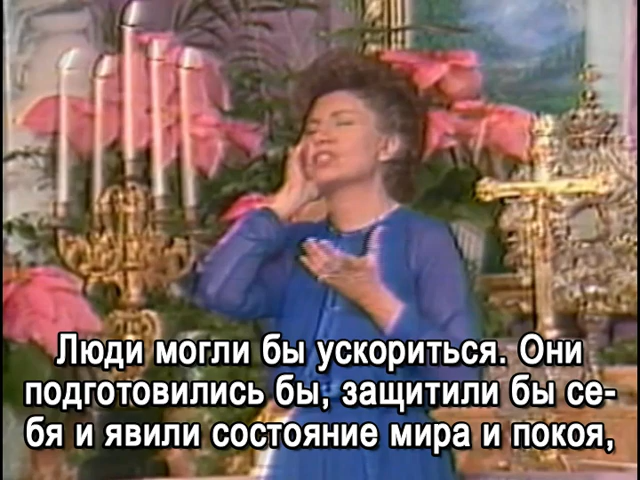 Люди могли бы ускориться. Они
подготовились бы, защитили бы се-
бя и явили состояние мира и покоя,